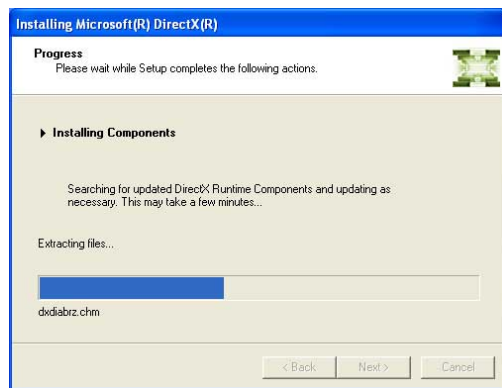 Installing Microsoft(R) DirectX(R)
Progress
Please wait while Setup completes the following actions.
Installing Components
Searching for updated DirectX Runtime Components and updating as
necessary. This may take a few minutes...
Extracting files...
dxdiabrz.chm
< Back Next > Cancel